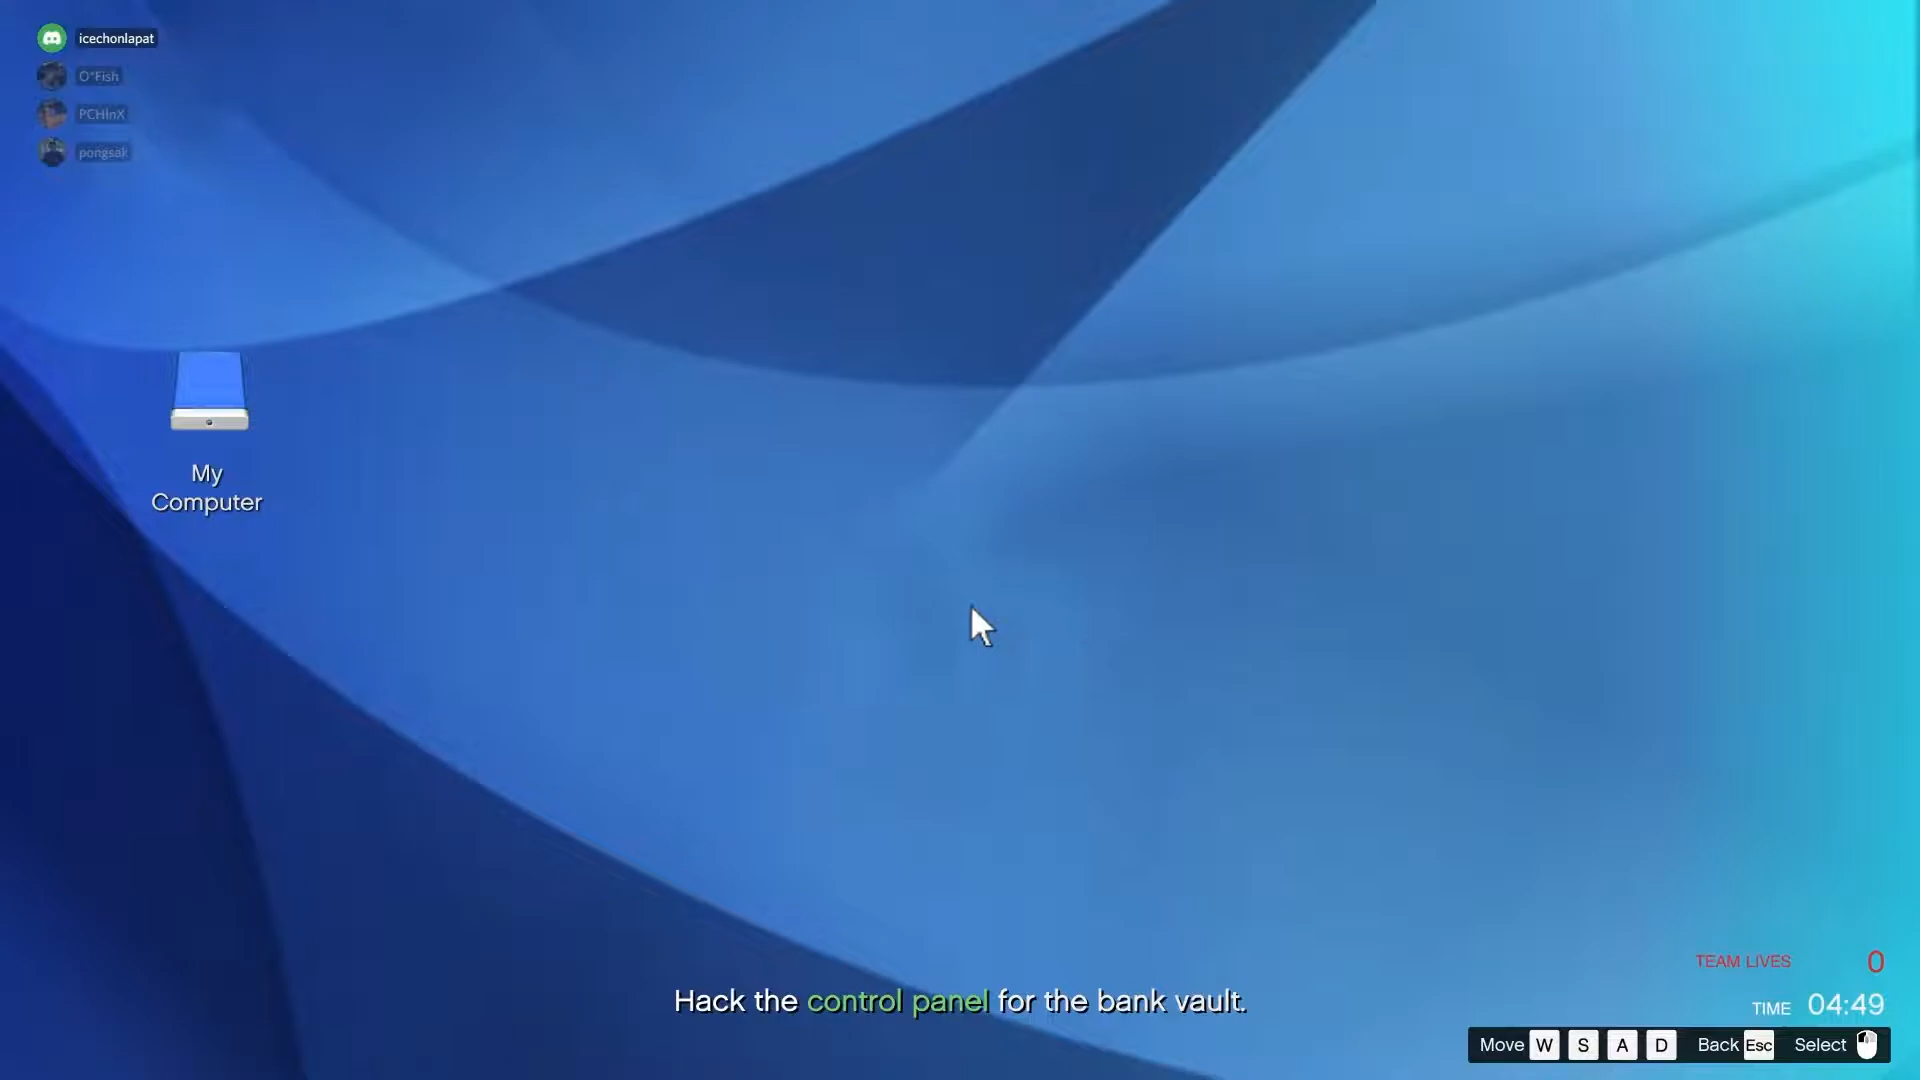 icechonlapat
O'Fish
PCHInX
pongsak
My
Computer
TEAM LIVES 0
Hack the control panel for the bank vault.
TIME 04:49
Move W S A D Back Esc Select